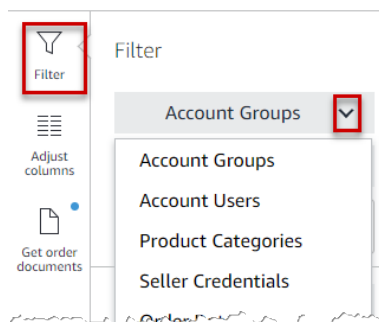 Filter
Filter
Account Groups
Adjust
columns
Get order
documents
Account Groups
Account Users
Product Categories
Seller Credentials